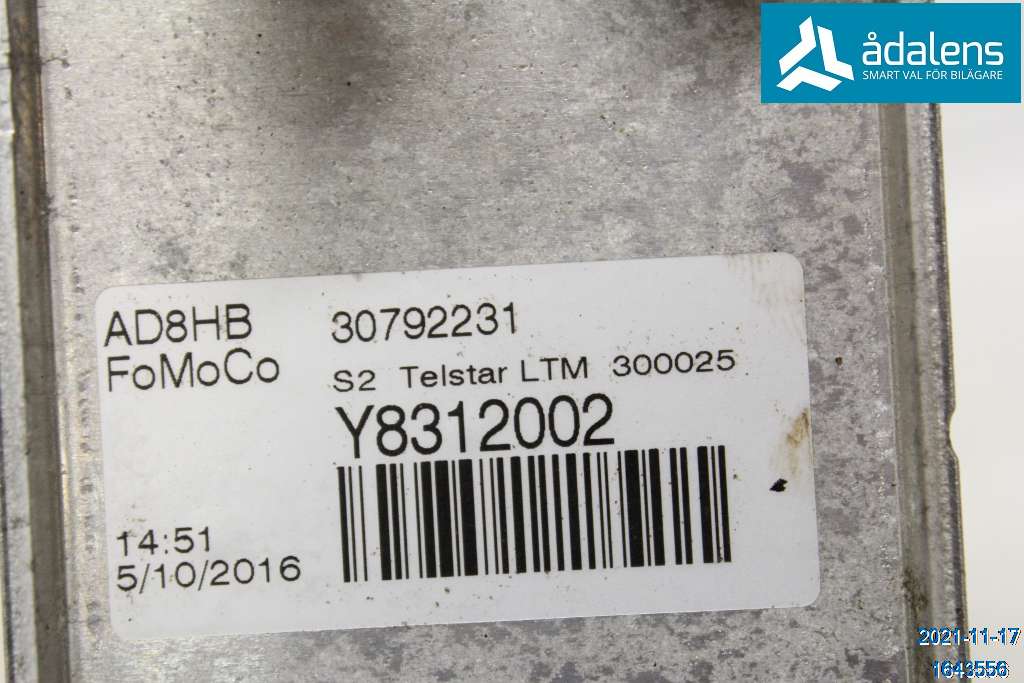 ådalens
SMART VAL FÖR BILÄGARE
AD8HB 30792231
FoMoCo S2 Telstar LTM 300025
Y8312002
14:51
5/10/2016
2021-11-17
1643556